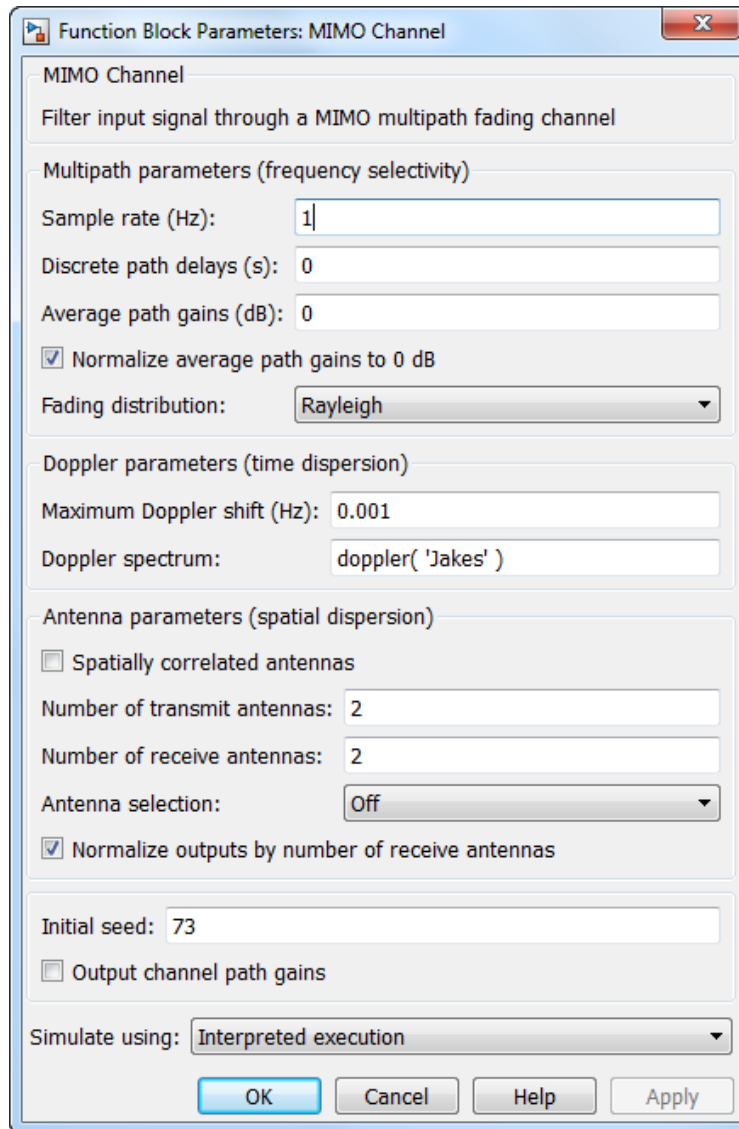 Function Block Parameters: MIMO Channel
MIMO Channel
Filter input signal through a MIMO multipath fading channel
Multipath parameters (frequency selectivity)
Sample rate (Hz): 1
Discrete path delays (s): 0
Average path gains (dB): 0
Normalize average path gains to 0 dB
Fading distribution: Rayleigh
Doppler parameters (time dispersion)
Maximum Doppler shift (Hz): 0.001
Doppler spectrum: doppler( 'Jakes' )
Antenna parameters (spatial dispersion)
Spatially correlated antennas
Number of transmit antennas: 2
Number of receive antennas: 2
Antenna selection: Off
Normalize outputs by number of receive antennas
Initial seed: 73
Output channel path gains
Simulate using: Interpreted execution
OK Cancel Help Apply